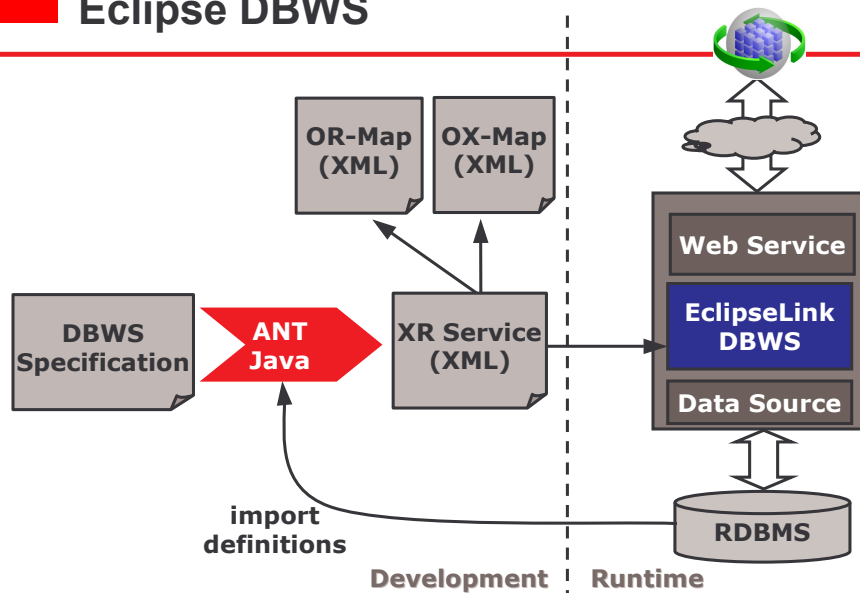 Eclipse DBWS
OR-Map
(XML)
OX-Map
(XML)
Web Service
DBWS
Specification
ANT
Java
XR Service
(XML)
EclipseLink
DBWS
Data Source
import
definitions
RDBMS
Development
Runtime